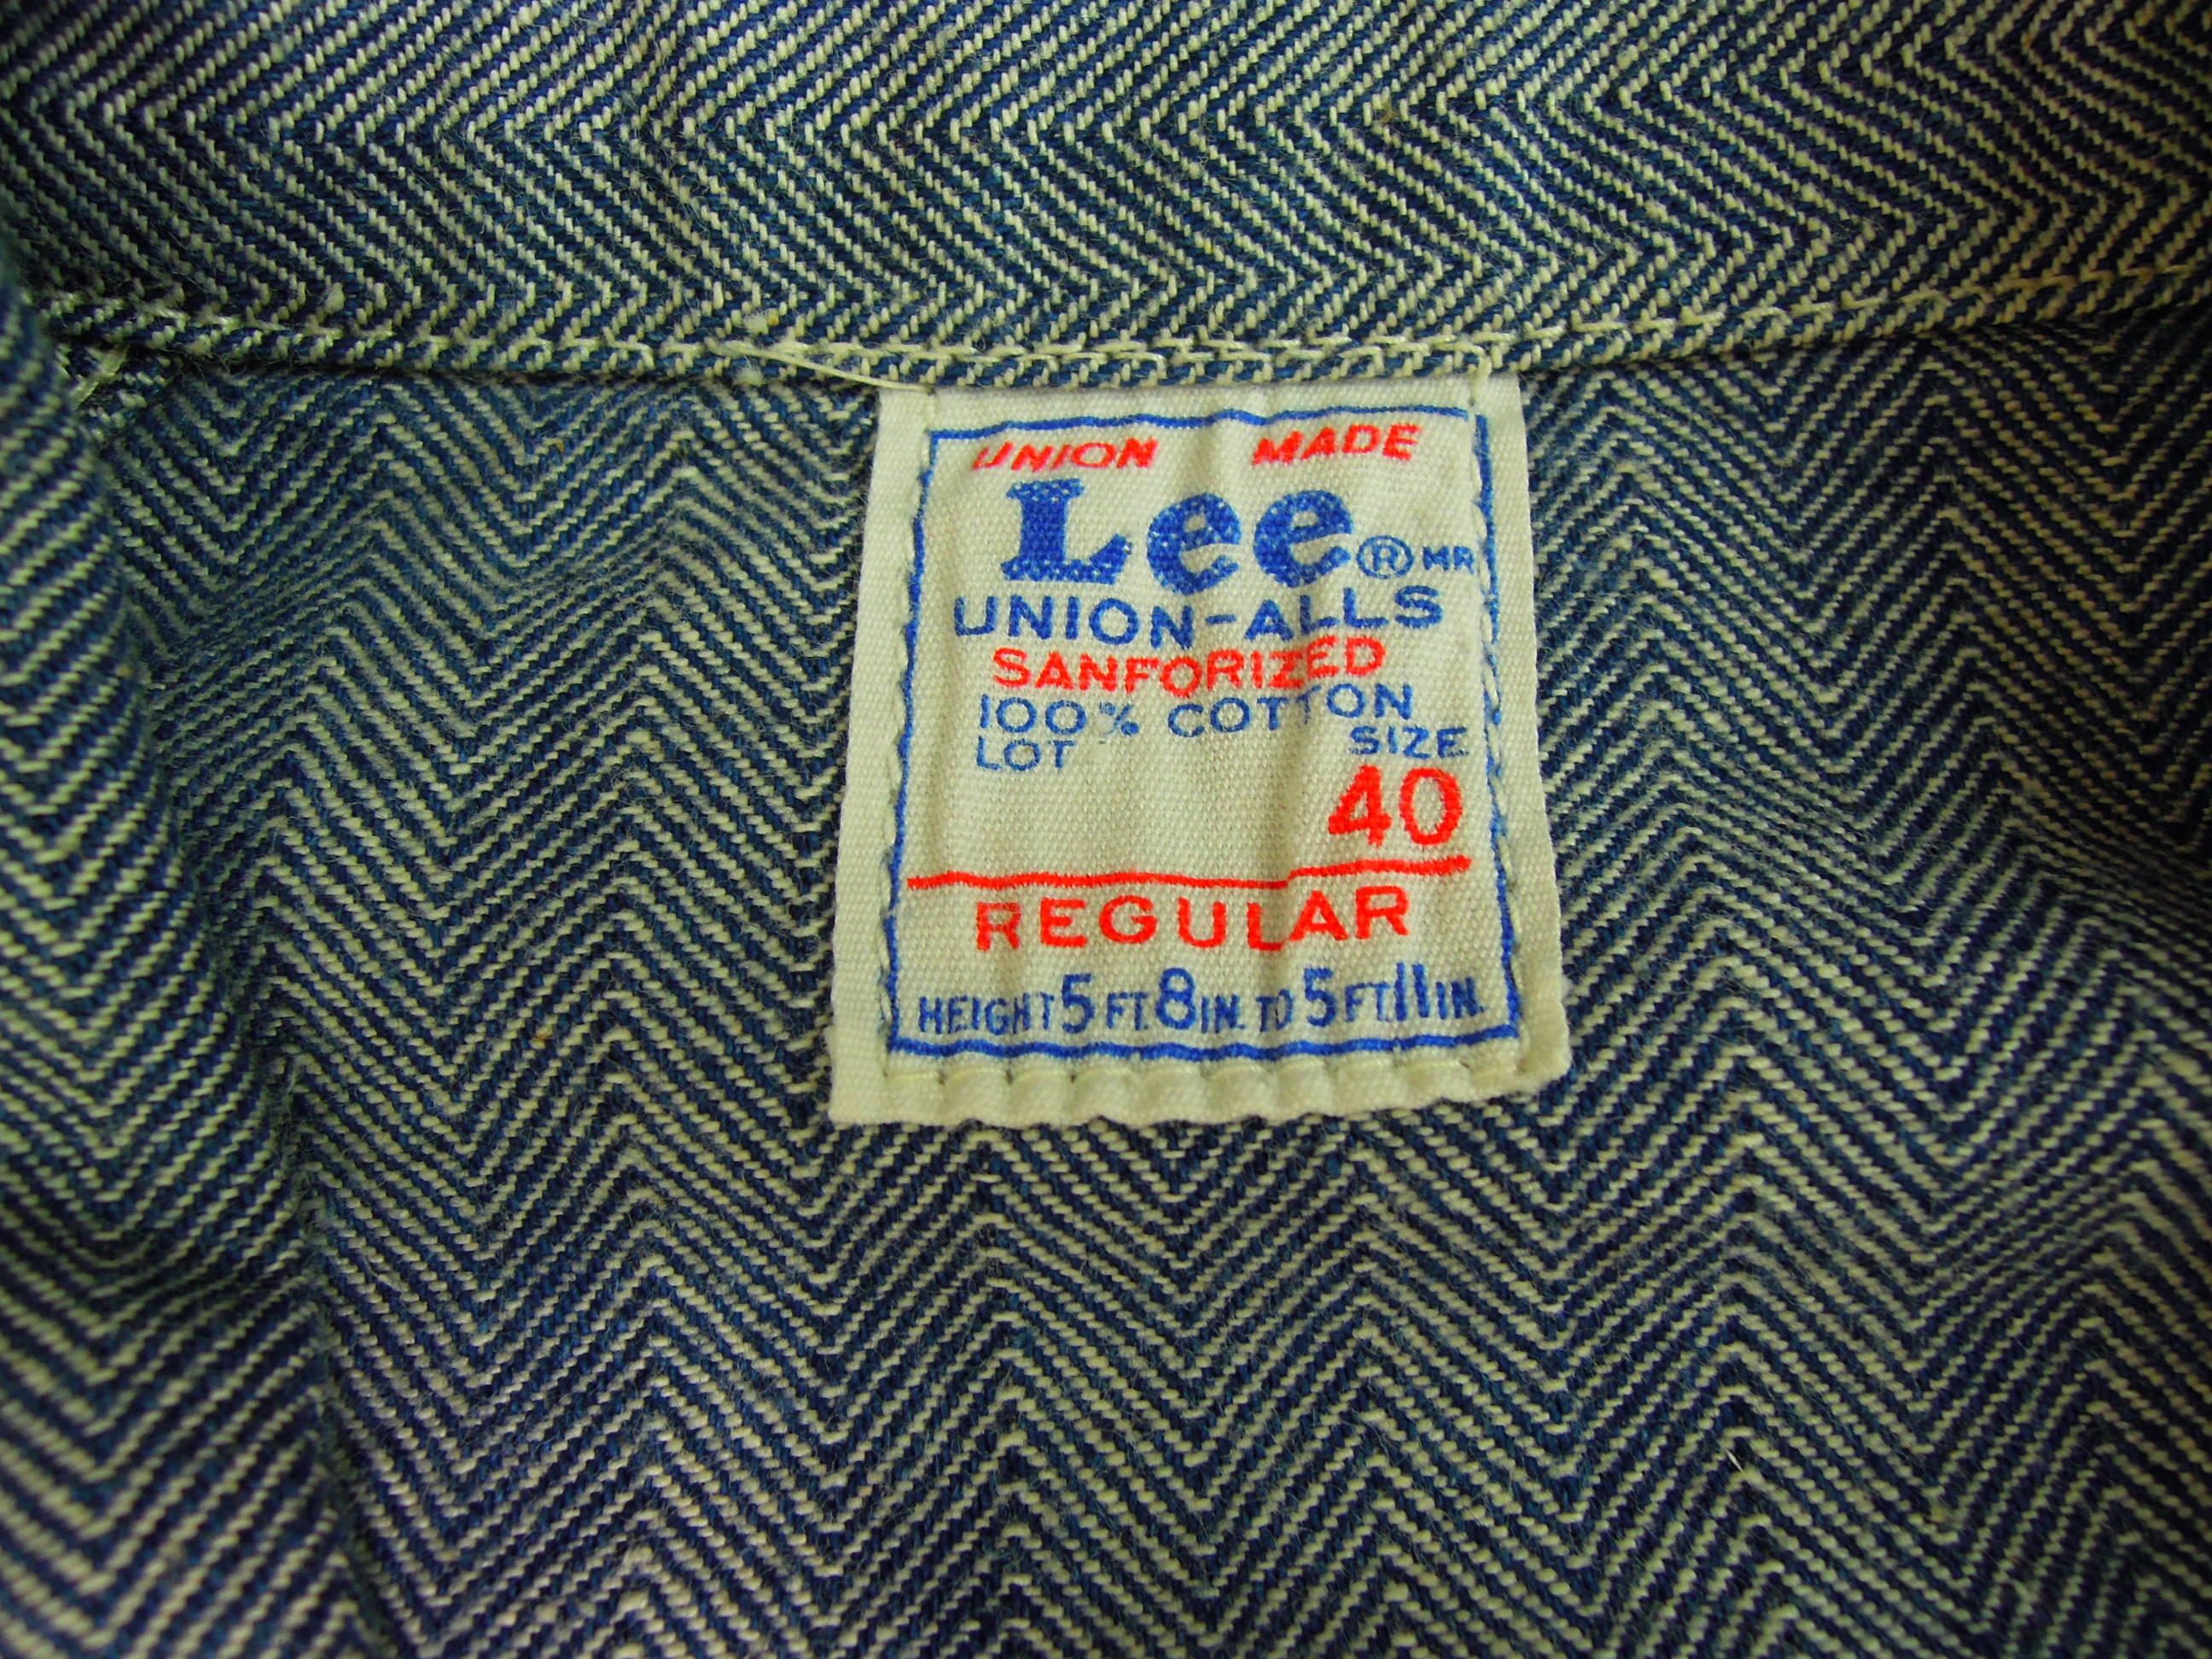 UNION MADE
Lee ® MR
UNION-ALLS
SANFORIZED
100% COTTON
LOT SIZE
40
REGULAR
HEIGHT 5 FT. 8 IN. TO 5 FT. 11 IN.